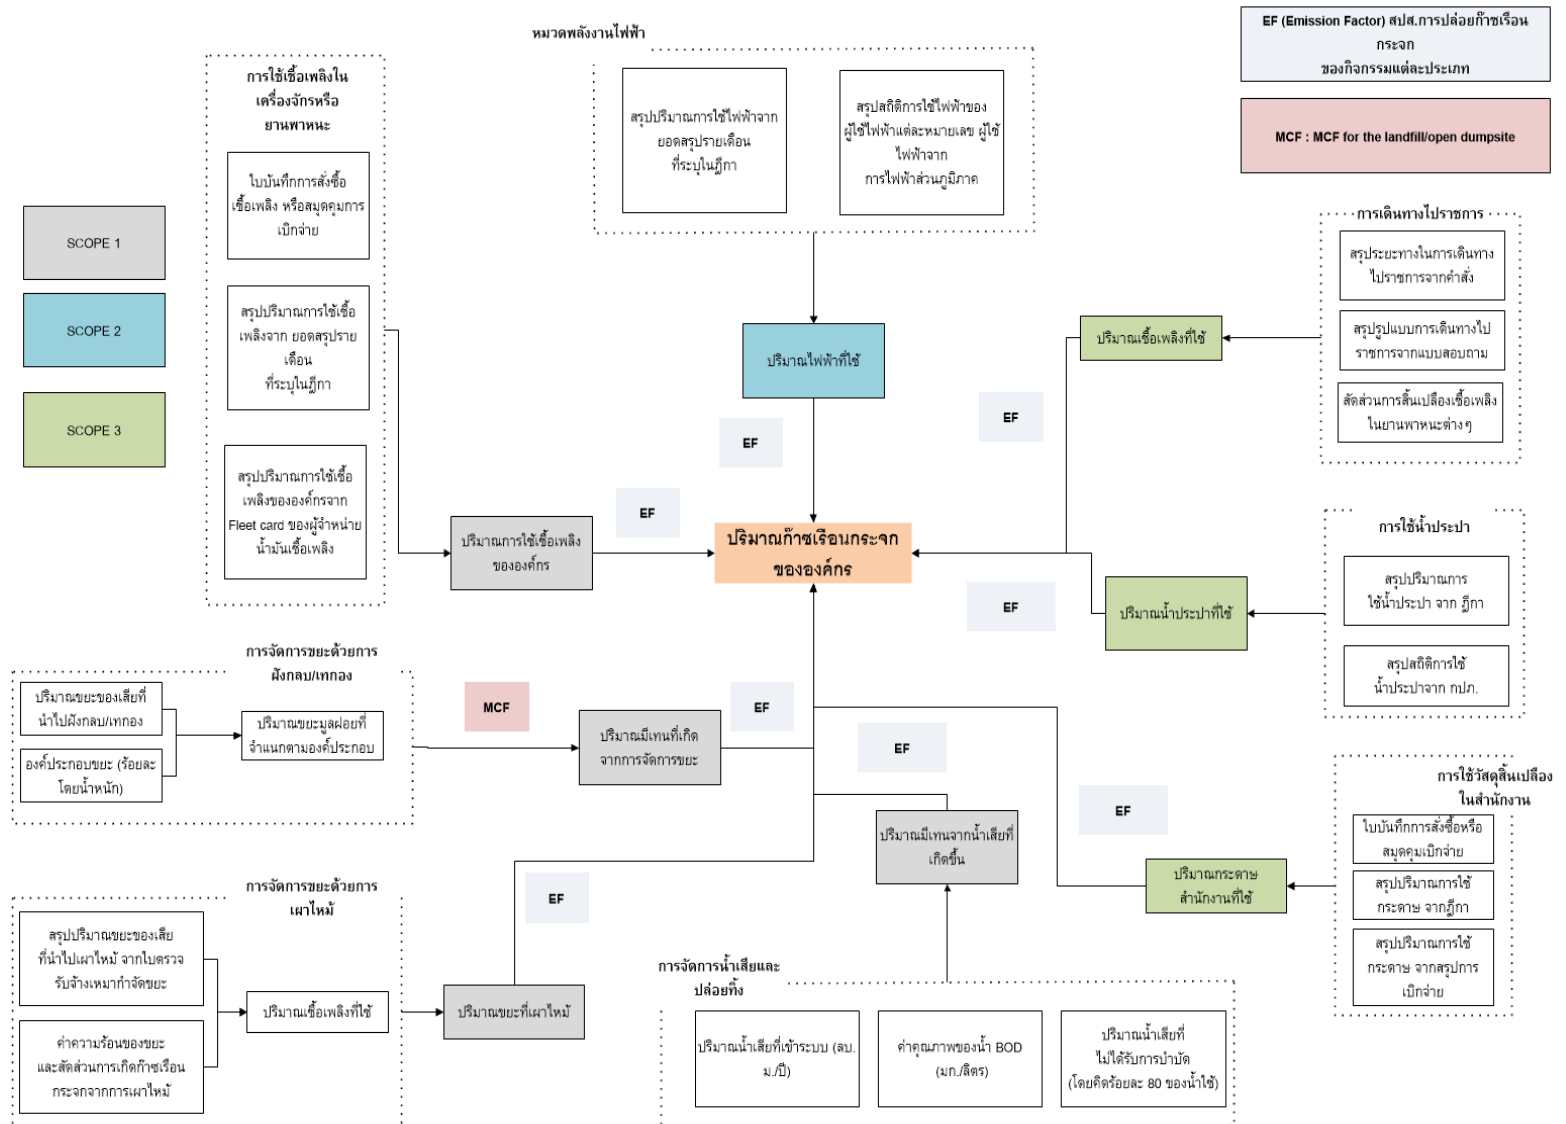 EF (Emission Factor) สปส.การปล่อยก๊าซเรือน
กระจก
ของกิจกรรมแต่ละประเภท
MCF : MCF for the landfill/open dumpsite
SCOPE 1
SCOPE 2
SCOPE 3
การใช้เชื้อเพลิงใน
เครื่องจักรหรือ
ยานพาหนะ
ใบบันทึกการสั่งซื้อ
เชื้อเพลิง หรือสมุดคุมการ
เบิกจ่าย
สรุปปริมาณการใช้เชื้อ
เพลิงจาก ยอดสรุปราย
เดือน
ที่ระบุในฎีกา
สรุปปริมาณการใช้เชื้อ
เพลิงขององค์กรจาก
Fleet card ของผู้จำหน่าย
น้ำมันเชื้อเพลิง
หมวดพลังงานไฟฟ้า
สรุปปริมาณการใช้ไฟฟ้าจาก
ยอดสรุปรายเดือน
ที่ระบุในฎีกา
สรุปสถิติการใช้ไฟฟ้าของ
ผู้ใช้ไฟฟ้าแต่ละหมายเลข ผู้ใช้
ไฟฟ้าจาก
การไฟฟ้าส่วนภูมิภาค
ปริมาณไฟฟ้าที่ใช้
EF
ปริมาณการใช้เชื้อเพลิง
ขององค์กร
EF
ปริมาณก๊าซเรือนกระจก
ขององค์กร
การเดินทางไปราชการ
สรุประยะทางในการเดินทาง
ไปราชการจากคำสั่ง
สรุปรูปแบบการเดินทางไป
ราชการจากแบบสอบถาม
สัดส่วนการสิ้นเปลืองเชื้อเพลิง
ในยานพาหนะต่างๆ
ปริมาณเชื้อเพลิงที่ใช้
EF
การใช้น้ำประปา
สรุปปริมาณการ
ใช้น้ำประปา จาก ฎีกา
สรุปสถิติการใช้
น้ำประปาจาก กปภ.
ปริมาณน้ำประปาที่ใช้
EF
การจัดการขยะด้วยการ
ฝังกลบ/เทกอง
ปริมาณขยะของเสียที่
นำไปฝังกลบ/เทกอง
องค์ประกอบขยะ (ร้อยละ
โดยน้ำหนัก)
ปริมาณขยะมูลฝอยที่
จำแนกตามองค์ประกอบ
MCF
ปริมาณมีเทนที่เกิด
จากการจัดการขยะ
EF
EF
ปริมาณมีเทนจากน้ำเสียที่
เกิดขึ้น
การใช้วัสดุสิ้นเปลือง
ในสำนักงาน
ใบบันทึกการสั่งซื้อหรือ
สมุดคุมเบิกจ่าย
สรุปปริมาณการใช้
กระดาษ จากฎีกา
สรุปปริมาณการใช้
กระดาษ จากสรุปการ
เบิกจ่าย
ปริมาณกระดาษ
สำนักงานที่ใช้
EF
การจัดการขยะด้วยการ
เผาไหม้
สรุปปริมาณขยะของเสีย
ที่นำไปเผาไหม้ จากใบตรวจ
รับจ้างเหมากำจัดขยะ
ค่าความร้อนของขยะ
และสัดส่วนการเกิดก๊าซเรือน
กระจกจากการเผาไหม้
ปริมาณเชื้อเพลิงที่ใช้
ปริมาณขยะที่เผาไหม้
EF
การจัดการน้ำเสียและ
ปล่อยทิ้ง
ปริมาณน้ำเสียที่เข้าระบบ (ลบ.
ม./ปี)
ค่าคุณภาพของน้ำ BOD
(มก./ลิตร)
ปริมาณน้ำเสียที่
ไม่ได้รับการบำบัด
(โดยคิดร้อยละ 80 ของน้ำใช้)